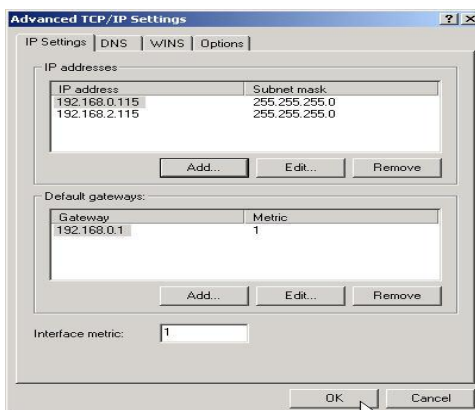 Advanced TCP/IP Settings
IP Settings DNS WINS Options
IP addresses
IP address Subnet mask
192.168.0.115 255.255.255.0
192.168.2.115 255.255.255.0
Add... Edit... Remove
Default gateways:
Gateway Metric
192.168.0.1 1
Add... Edit... Remove
Interface metric: 1
OK Cancel